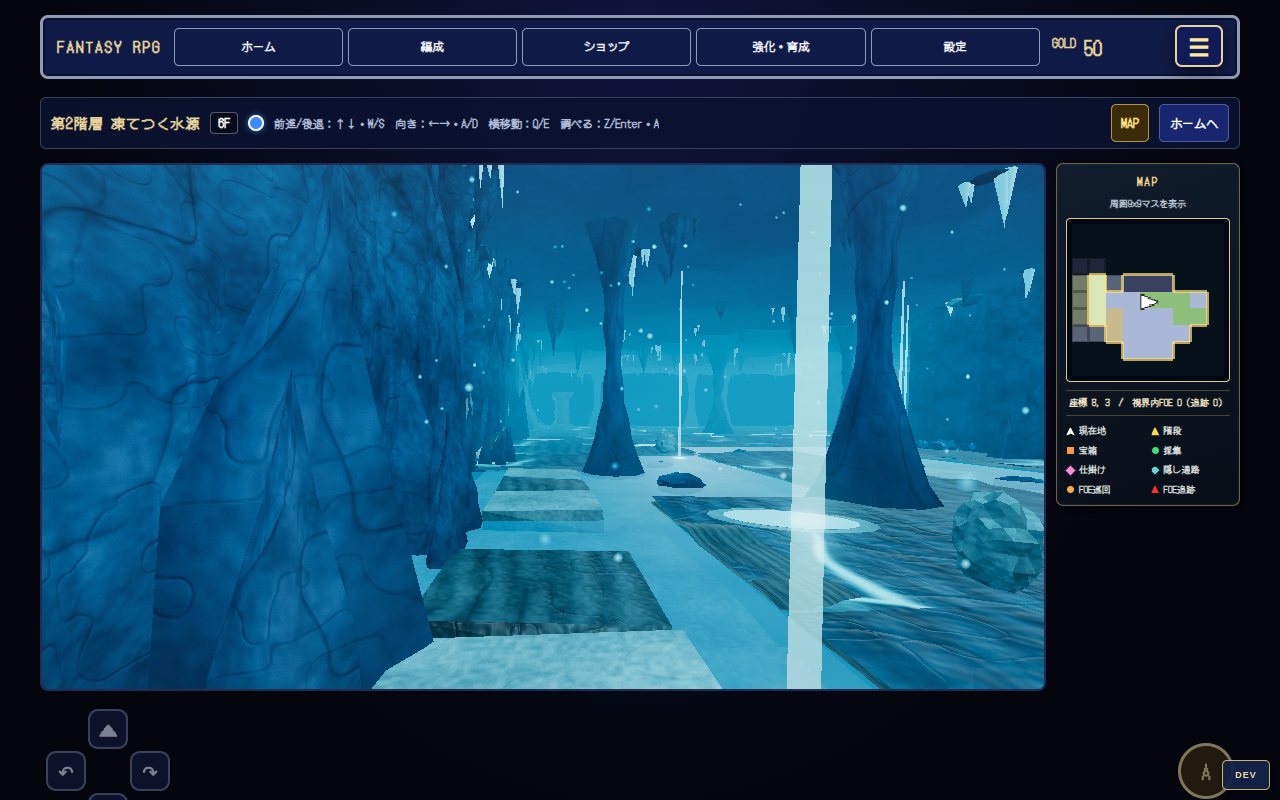 FANTASY RPG ホーム 編成 ショップ 強化・育成 設定 GOLD 50
第2階層 凍てつく水源 6F 前進/後退：↑↓・W/S 向き：←→・A/D 横移動：Q/E 調べる：Z/Enter・A MAP ホームへ
MAP
周囲9x9マスを表示
座標 8, 3 / 視界内FOE 0（追跡 0）
現在地 階段
宝箱 採集
仕掛け 隠し通路
FOE巡回 FOE追跡
A DEV